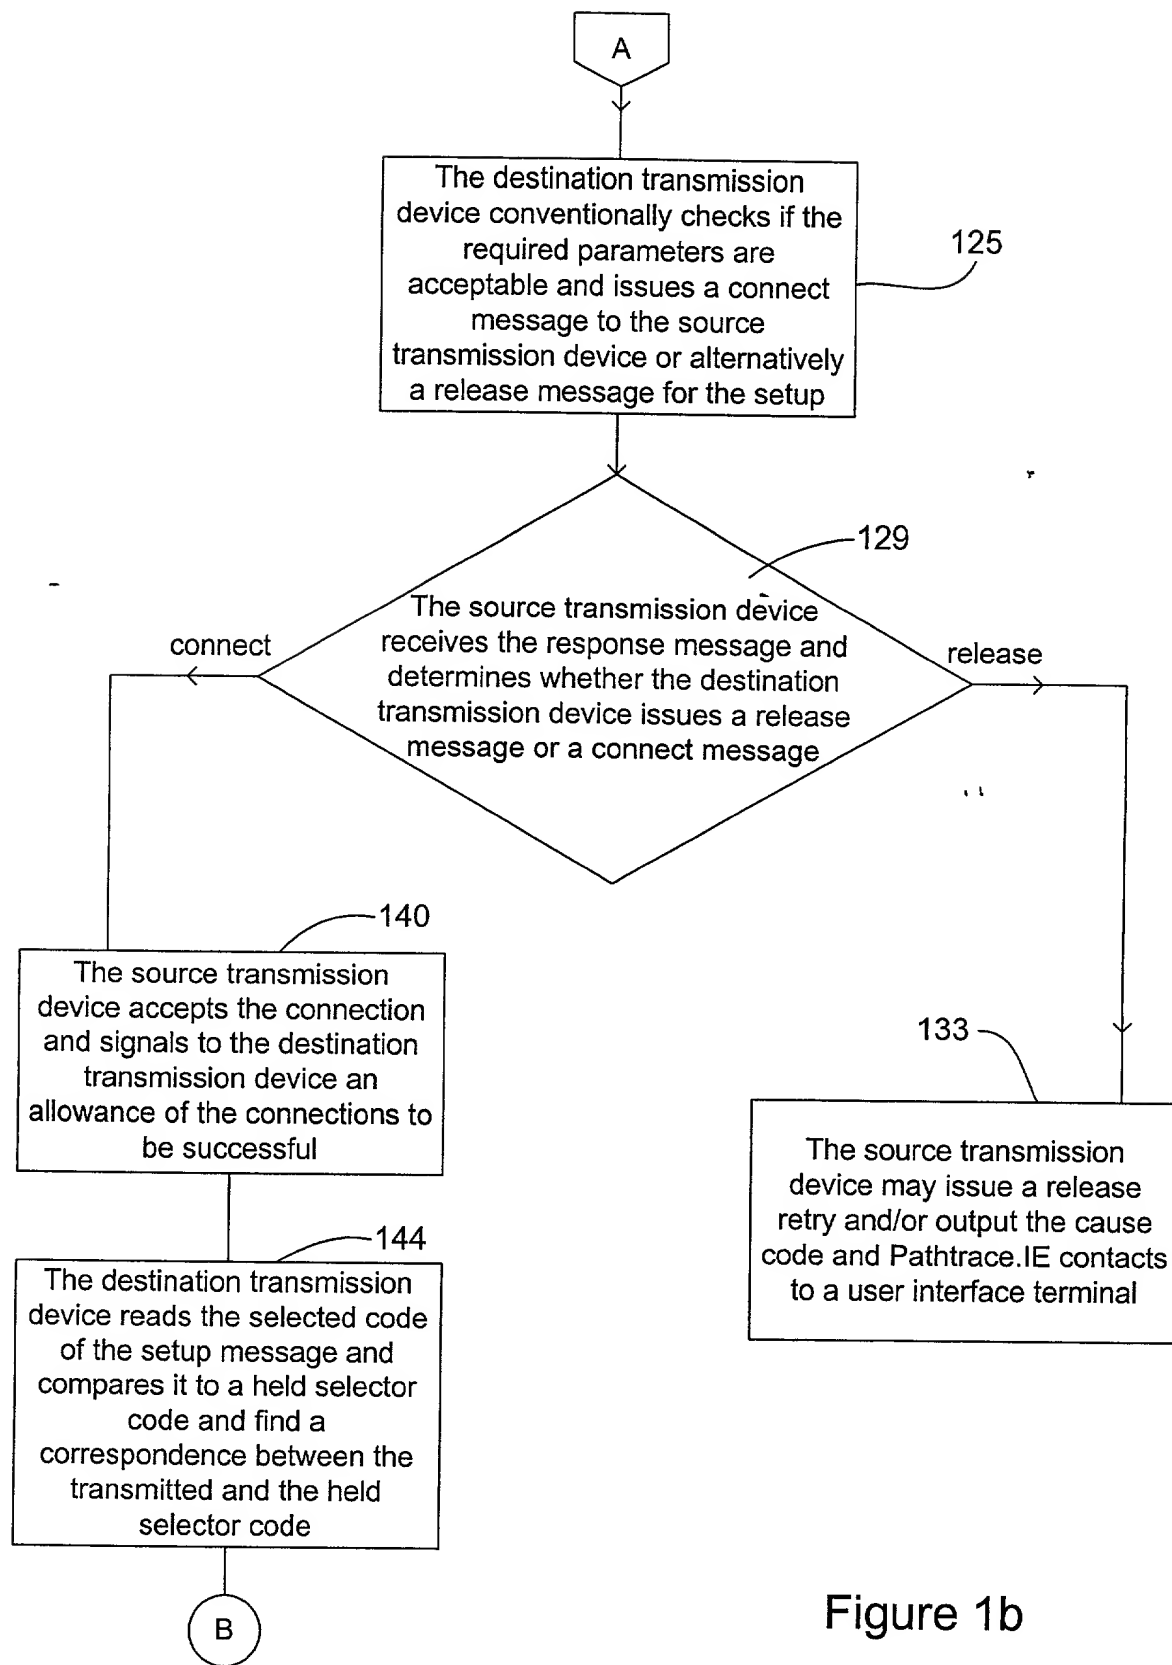 A
The destination transmission
device conventionally checks if the
required parameters are
acceptable and issues a connect
message to the source
transmission device or alternatively
a release message for the setup
125
129
The source transmission device
receives the response message and
determines whether the destination
transmission device issues a release
message or a connect message
connect
release
140
The source transmission
device accepts the connection
and signals to the destination
transmission device an
allowance of the connections to
be successful
133
The source transmission
device may issue a release
retry and/or output the cause
code and Pathtrace.IE contacts
to a user interface terminal
144
The destination transmission
device reads the selected code
of the setup message and
compares it to a held selector
code and find a
correspondence between the
transmitted and the held
selector code
B
Figure 1b